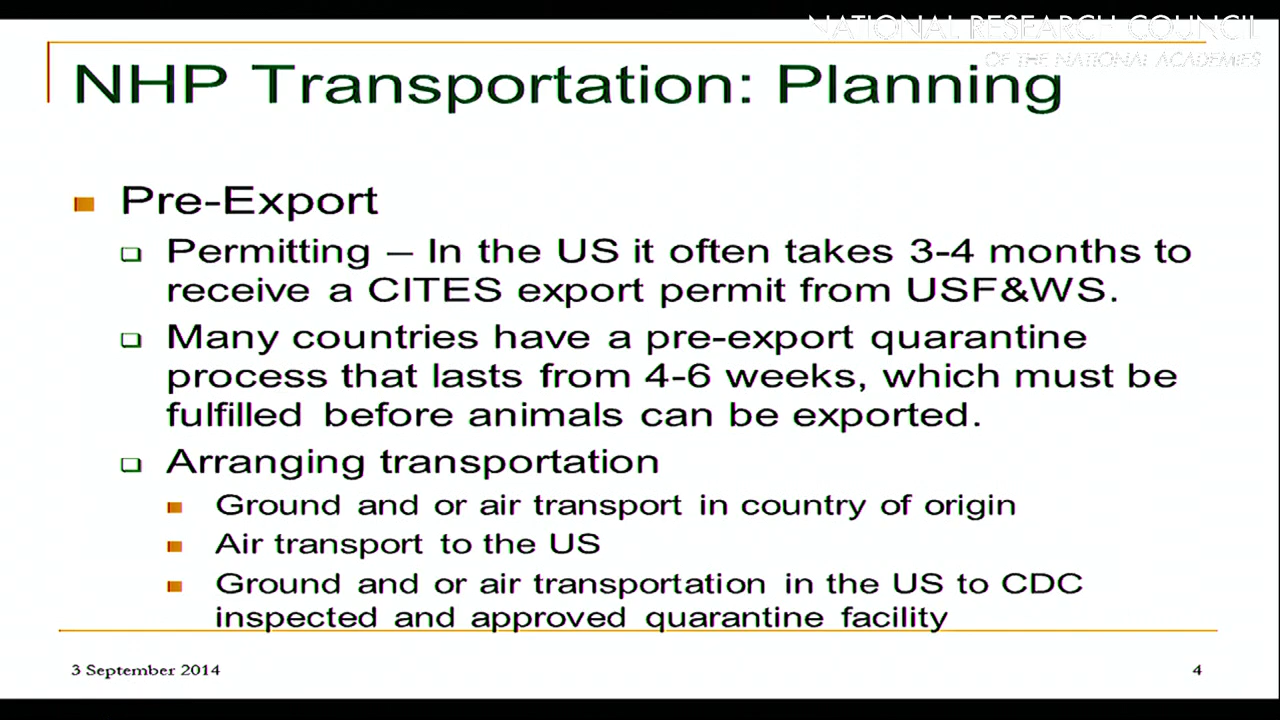 NATIONAL RESEARCH COUNCIL
OF THE NATIONAL ACADEMIES
NHP Transportation: Planning
Pre-Export
Permitting – In the US it often takes 3-4 months to
receive a CITES export permit from USF&WS.
Many countries have a pre-export quarantine
process that lasts from 4-6 weeks, which must be
fulfilled before animals can be exported.
Arranging transportation
Ground and or air transport in country of origin
Air transport to the US
Ground and or air transportation in the US to CDC
inspected and approved quarantine facility
3 September 2014
4